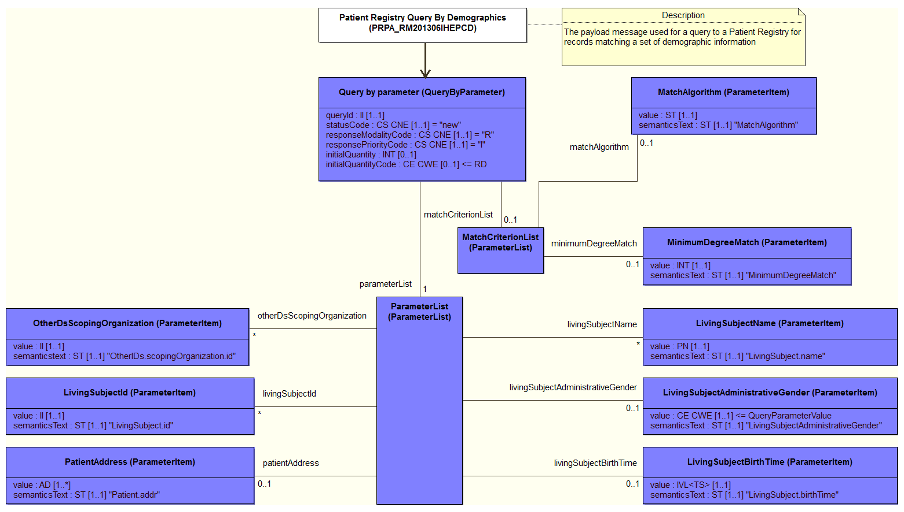 Patient Registry Query By Demographics
(PRPA_RM201306IHEPCD)
Description
The payload message used for a query to a Patient Registry for
records matching a set of demographic information
Query by parameter (QueryByParameter)
queryId : II [1..1]
statusCode : CS CNE [1..1] = "new"
responseModalityCode : CS CNE [1..1] = "R"
responsePriorityCode : CS CNE [1..1] = "I"
initialQuantity : INT [0..1]
initialQuantityCode : CE CWE [0..1] <= RD
MatchAlgorithm (ParameterItem)
value : ST [1..1]
semanticsText : ST [1..1] "MatchAlgorithm"
0..1
matchAlgorithm
matchCriterionList
0..1
MatchCriterionList
(ParameterList)
minimumDegreeMatch
0..1
MinimumDegreeMatch (ParameterItem)
value : INT [1..1]
semanticsText : ST [1..1] "MinimumDegreeMatch"
parameterList
1
ParameterList
(ParameterList)
OtherDsScopingOrganization (ParameterItem)
value : II [1..1]
semanticstext : ST [1..1] "OtherIDs.scopingOrganization.id"
otherDsScopingOrganization
*
livingSubjectName
*
LivingSubjectName (ParameterItem)
value : PN [1..1]
semanticsText : ST [1..1] "LivingSubject.name"
LivingSubjectId (ParameterItem)
value : II [1..1]
semanticsText : ST [1..1] "LivingSubject.id"
livingSubjectId
*
livingSubjectAdministrativeGender
0..1
LivingSubjectAdministrativeGender (ParameterItem)
value : CE CWE [1..1] <= QueryParameterValue
semanticsText : ST [1..1] "LivingSubjectAdministrativeGender"
PatientAddress (ParameterItem)
value : AD [1..*]
semanticsText : ST [1..1] "Patient.addr"
patientAddress
0..1
livingSubjectBirthTime
0..1
LivingSubjectBirthTime (ParameterItem)
value : IVL<TS> [1..1]
semanticsText : ST [1..1] "LivingSubject.birthTime"